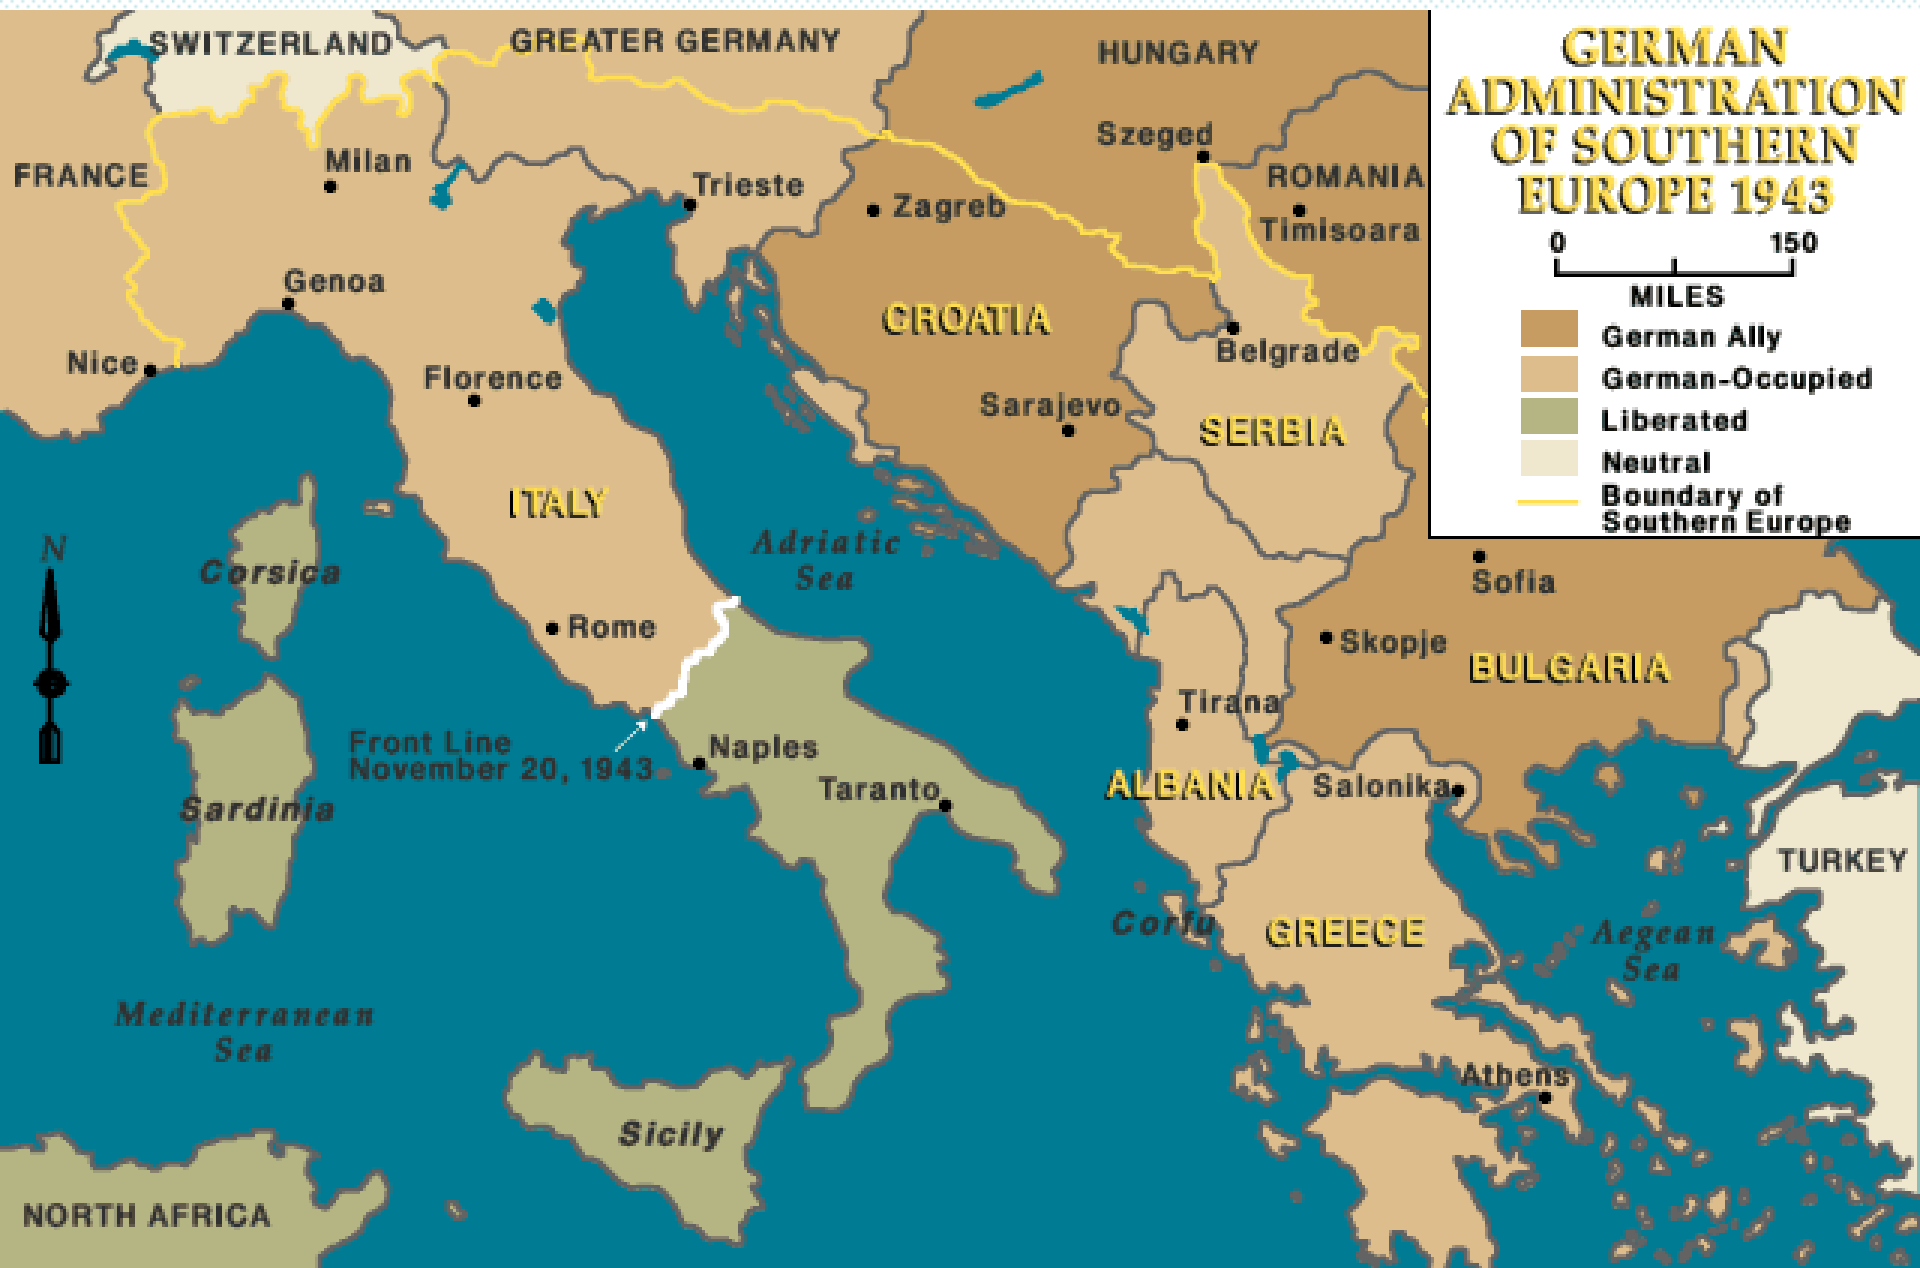 SWITZERLAND
GREATER GERMANY
HUNGARY
GERMAN
ADMINISTRATION
OF SOUTHERN
EUROPE 1943
0 150
MILES
German Ally
German-Occupied
Liberated
Neutral
Boundary of
Southern Europe
Szeged
FRANCE
Milan
Trieste
Zagreb
ROMANIA
Timisoara
Genoa
CROATIA
Nice
Florence
Belgrade
Sarajevo
SERBIA
ITALY
N
Corsica
Adriatic
Sea
Sofia
Rome
Skopje
BULGARIA
Tirana
Front Line
November 20, 1943
Naples
Taranto
ALBANIA
Salonika
Sardinia
TURKEY
Corfu
GREECE
Aegean
Sea
Mediterranean
Sea
Athens
Sicily
NORTH AFRICA